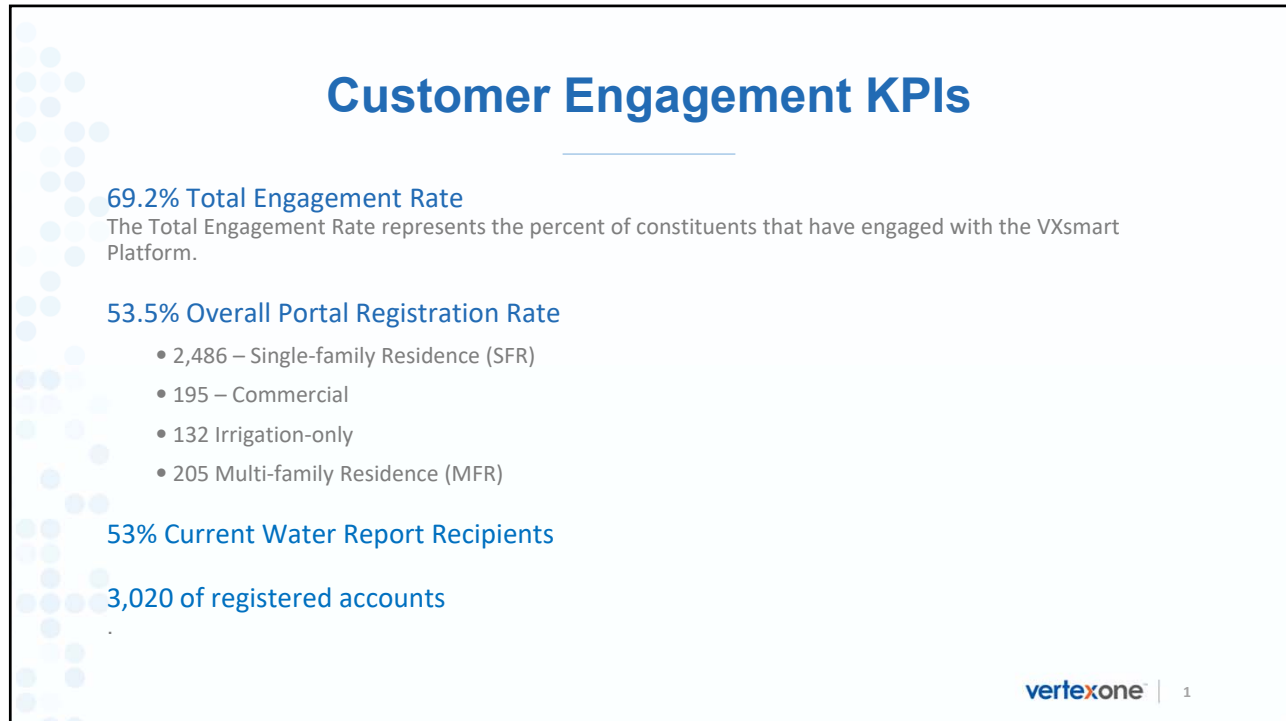 Customer Engagement KPIs
69.2% Total Engagement Rate
The Total Engagement Rate represents the percent of constituents that have engaged with the VXsmart
Platform.
53.5% Overall Portal Registration Rate
• 2,486 – Single-family Residence (SFR)
• 195 – Commercial
• 132 Irrigation-only
• 205 Multi-family Residence (MFR)
53% Current Water Report Recipients
3,020 of registered accounts
.
vertexone™ | 1